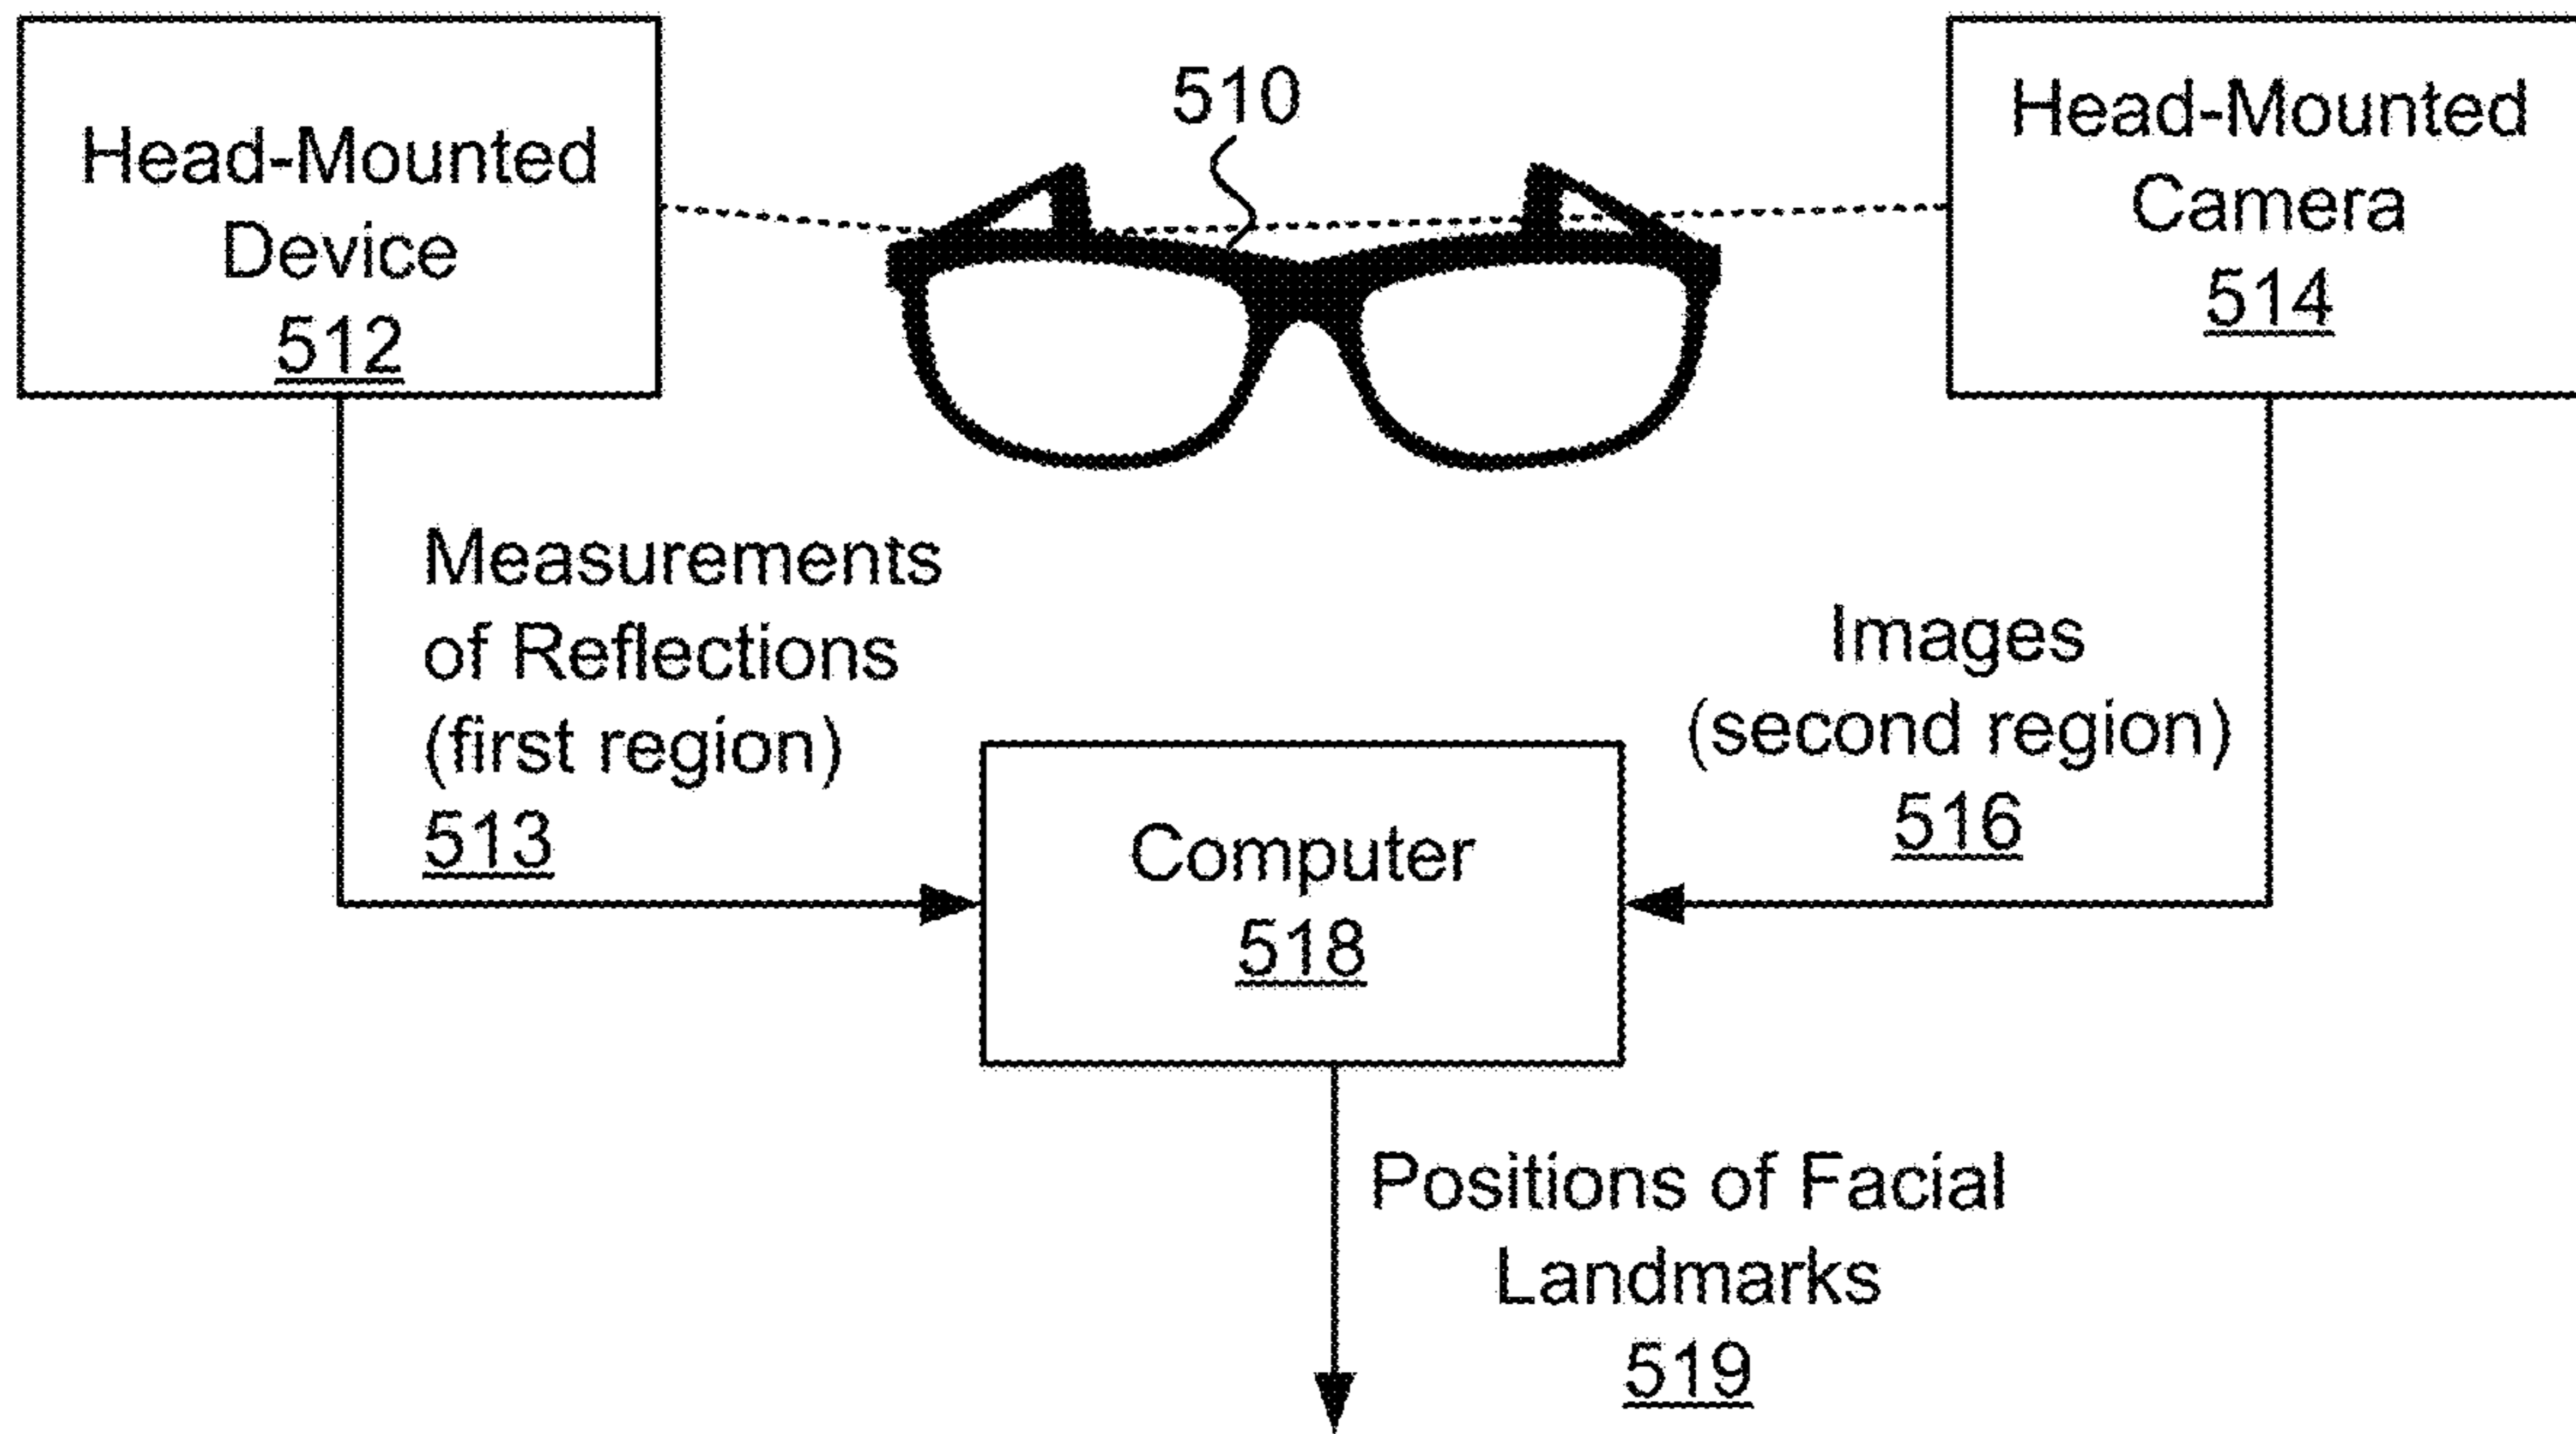 Head-Mounted
Device
512
510
Head-Mounted
Camera
514
Measurements
of Reflections
(first region)
513
Images
(second region)
516
Computer
518
Positions of Facial
Landmarks
519